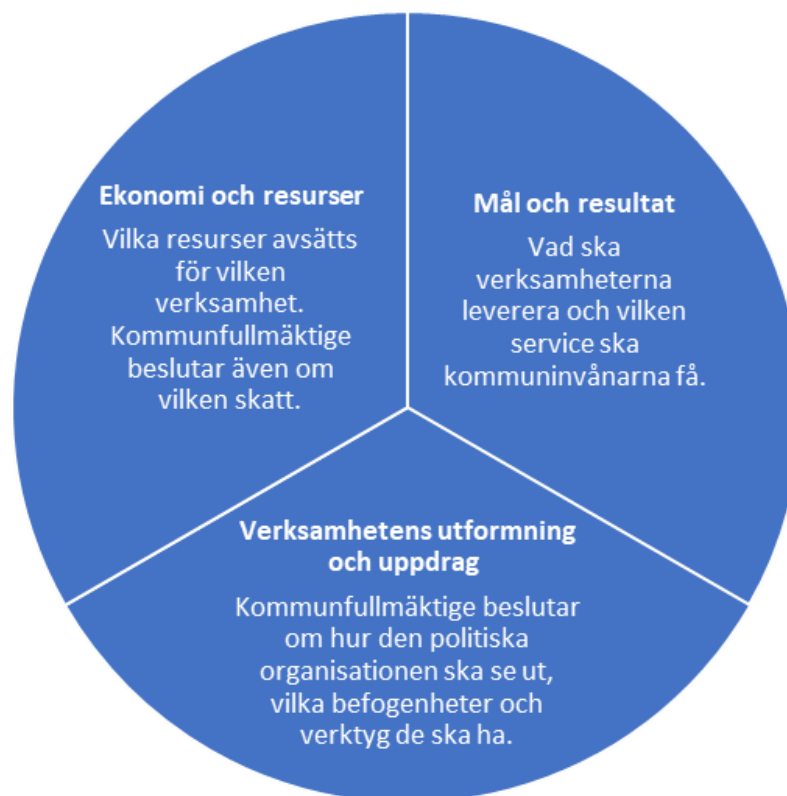 Ekonomi och resurser
Vilka resurser avsätts
för vilken
verksamhet.
Kommunfullmäktige
beslutar även om
vilken skatt.
Mål och resultat
Vad ska
verksamheterna
leverera och vilken
service ska
kommuninvånarna få.
Verksamhetens utformning
och uppdrag
Kommunfullmäktige beslutar
om hur den politiska
organisationen ska se ut,
vilka befogenheter och
verktyg de ska ha.